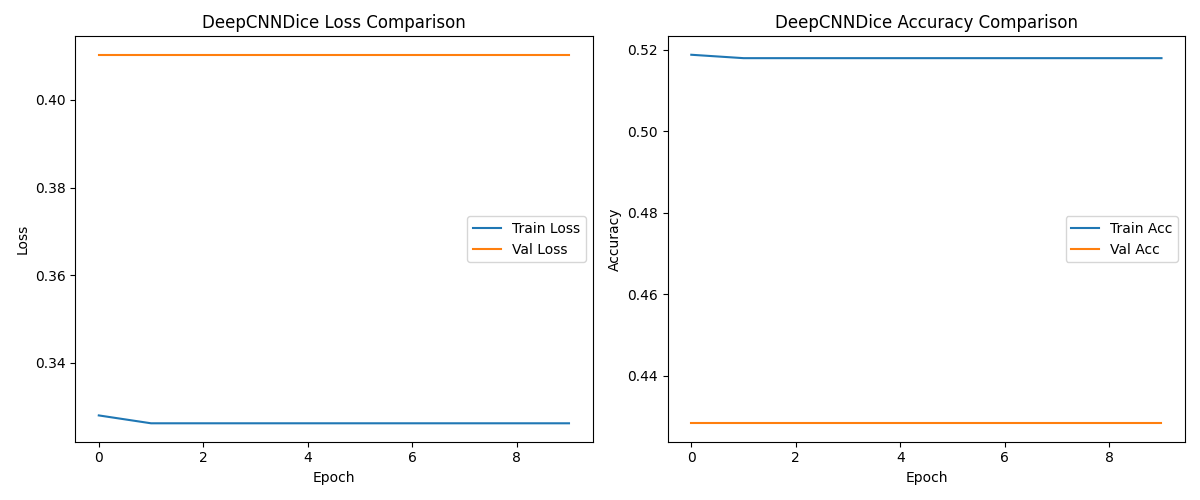 DeepCNNDice Loss Comparison
0.40
0.38
0.36
0.34
Loss
Train Loss
Val Loss
0 2 4 6 8
Epoch
DeepCNNDice Accuracy Comparison
0.52
0.50
0.48
0.46
0.44
Accuracy
Train Acc
Val Acc
0 2 4 6 8
Epoch